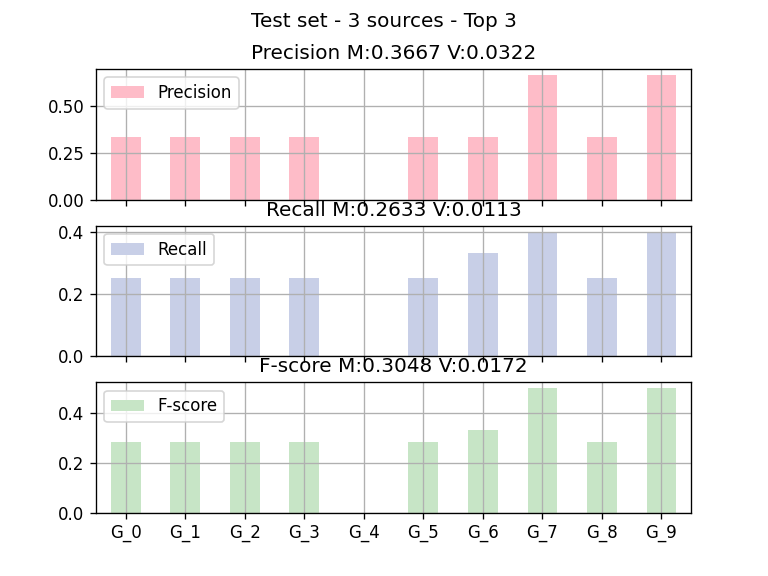 Test set - 3 sources - Top 3
Precision M:0.3667 V:0.0322
Precision
0.50
0.25
0.00
Recall M:0.2633 V:0.0113
Recall
0.4
0.2
0.0
F-score M:0.3048 V:0.0172
F-score
0.4
0.2
0.0
G_0 G_1 G_2 G_3 G_4 G_5 G_6 G_7 G_8 G_9